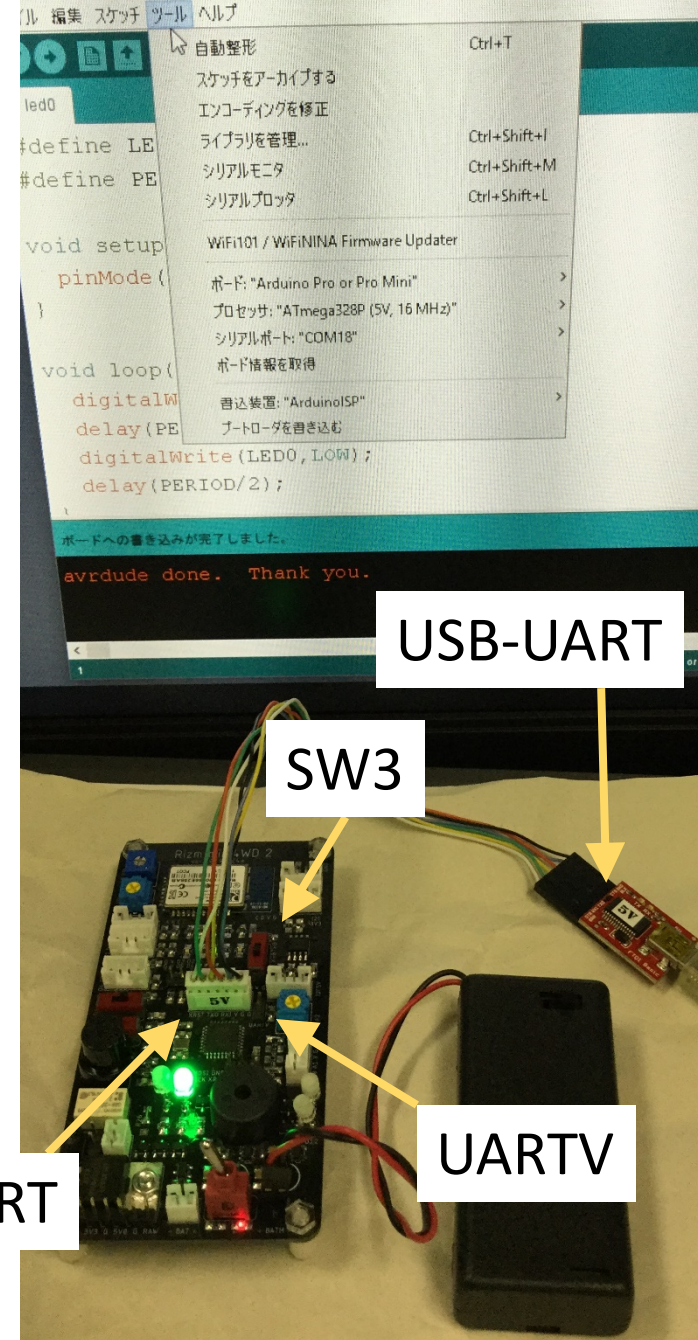 ル 編集 スケッチ ツール ヘルプ
自動整形 Ctrl+T
スケッチをアーカイブする
エンコーディングを修正
ライブラリを管理... Ctrl+Shift+I
シリアルモニタ Ctrl+Shift+M
シリアルプロッタ Ctrl+Shift+L
WiFi101 / WiFiNINA Firmware Updater
ボード: "Arduino Pro or Pro Mini"
プロセッサ: "ATmega328P (5V, 16 MHz)"
シリアルポート: "COM18"
ボード情報を取得
書込装置: "ArduinoISP"
ブートローダを書き込む
led0
#define LE
#define PE
void setup
pinMode(
}
void loop(
digitalW
delay(PE
digitalWrite(LED0,LOW);
delay(PERIOD/2);
ボードへの書き込みが完了しました。
avrdude done. Thank you.
1
USB-UART
SW3
5V
5V
UARTV
RT